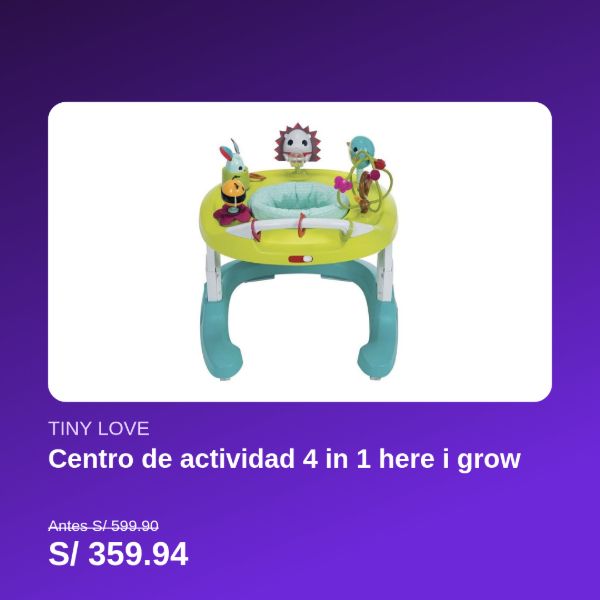 TINY LOVE
Centro de actividad 4 in 1 here i grow
Antes S/ 599.90
S/ 359.94